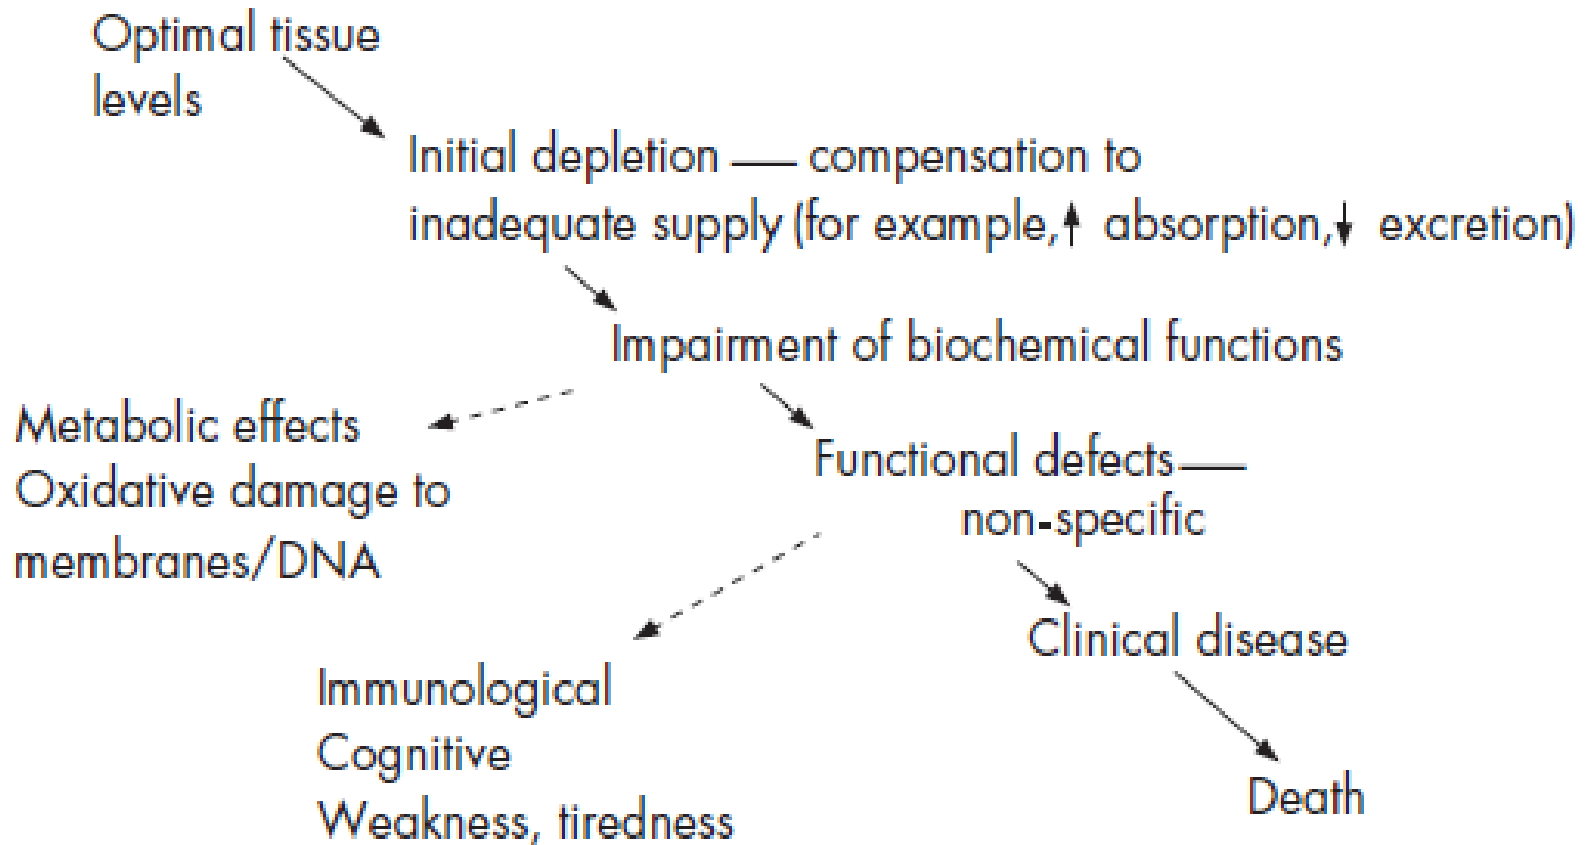 Optimal tissue
levels
Initial depletion — compensation to
inadequate supply (for example,↑ absorption,↓ excretion)
Impairment of biochemical functions
Metabolic effects
Oxidative damage to
membranes/DNA
Functional defects—
non-specific
Clinical disease
Immunological
Cognitive
Weakness, tiredness
Death